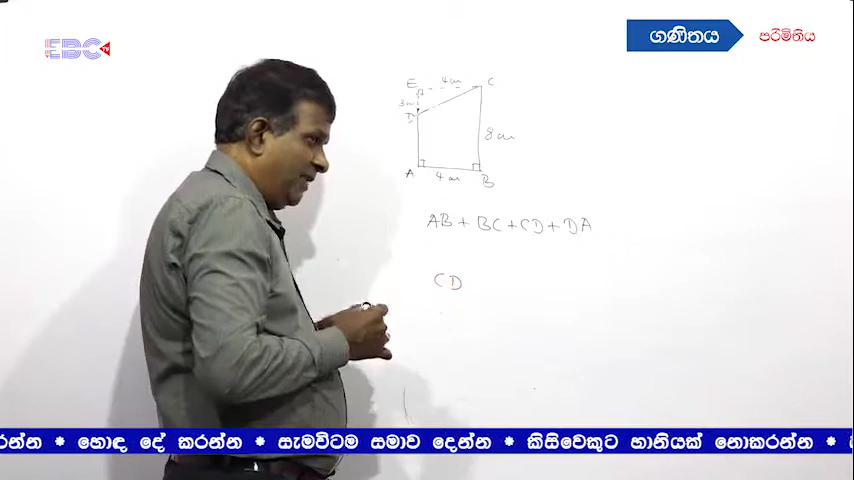 EBC TV
ගණිතය
පරිමිතිය
E 4cm C
3cm
D
8cm
A 4cm B
AB + BC + CD + DA
CD
රන්න * හොඳ දේ කරන්න * සැමවිටම සමාව දෙන්න * කිසිවෙකුට හානියක් නොකරන්න *